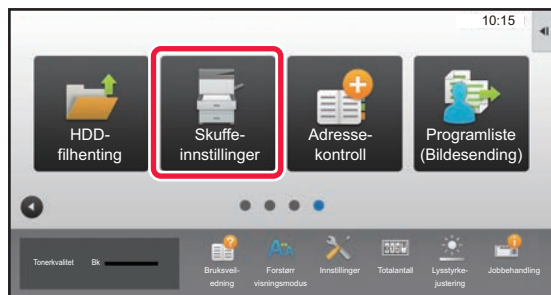 10:15
HDD-
filhenting
Skuffe-
innstillinger
Adresse-
kontroll
Programliste
(Bildesending)
Tonerkvalitet Bk
Bruksveil-
edning
Forstørr
visningsmodus
Innstillinger
Totalantall
Lysstyrke-
justering
Jobbehandling